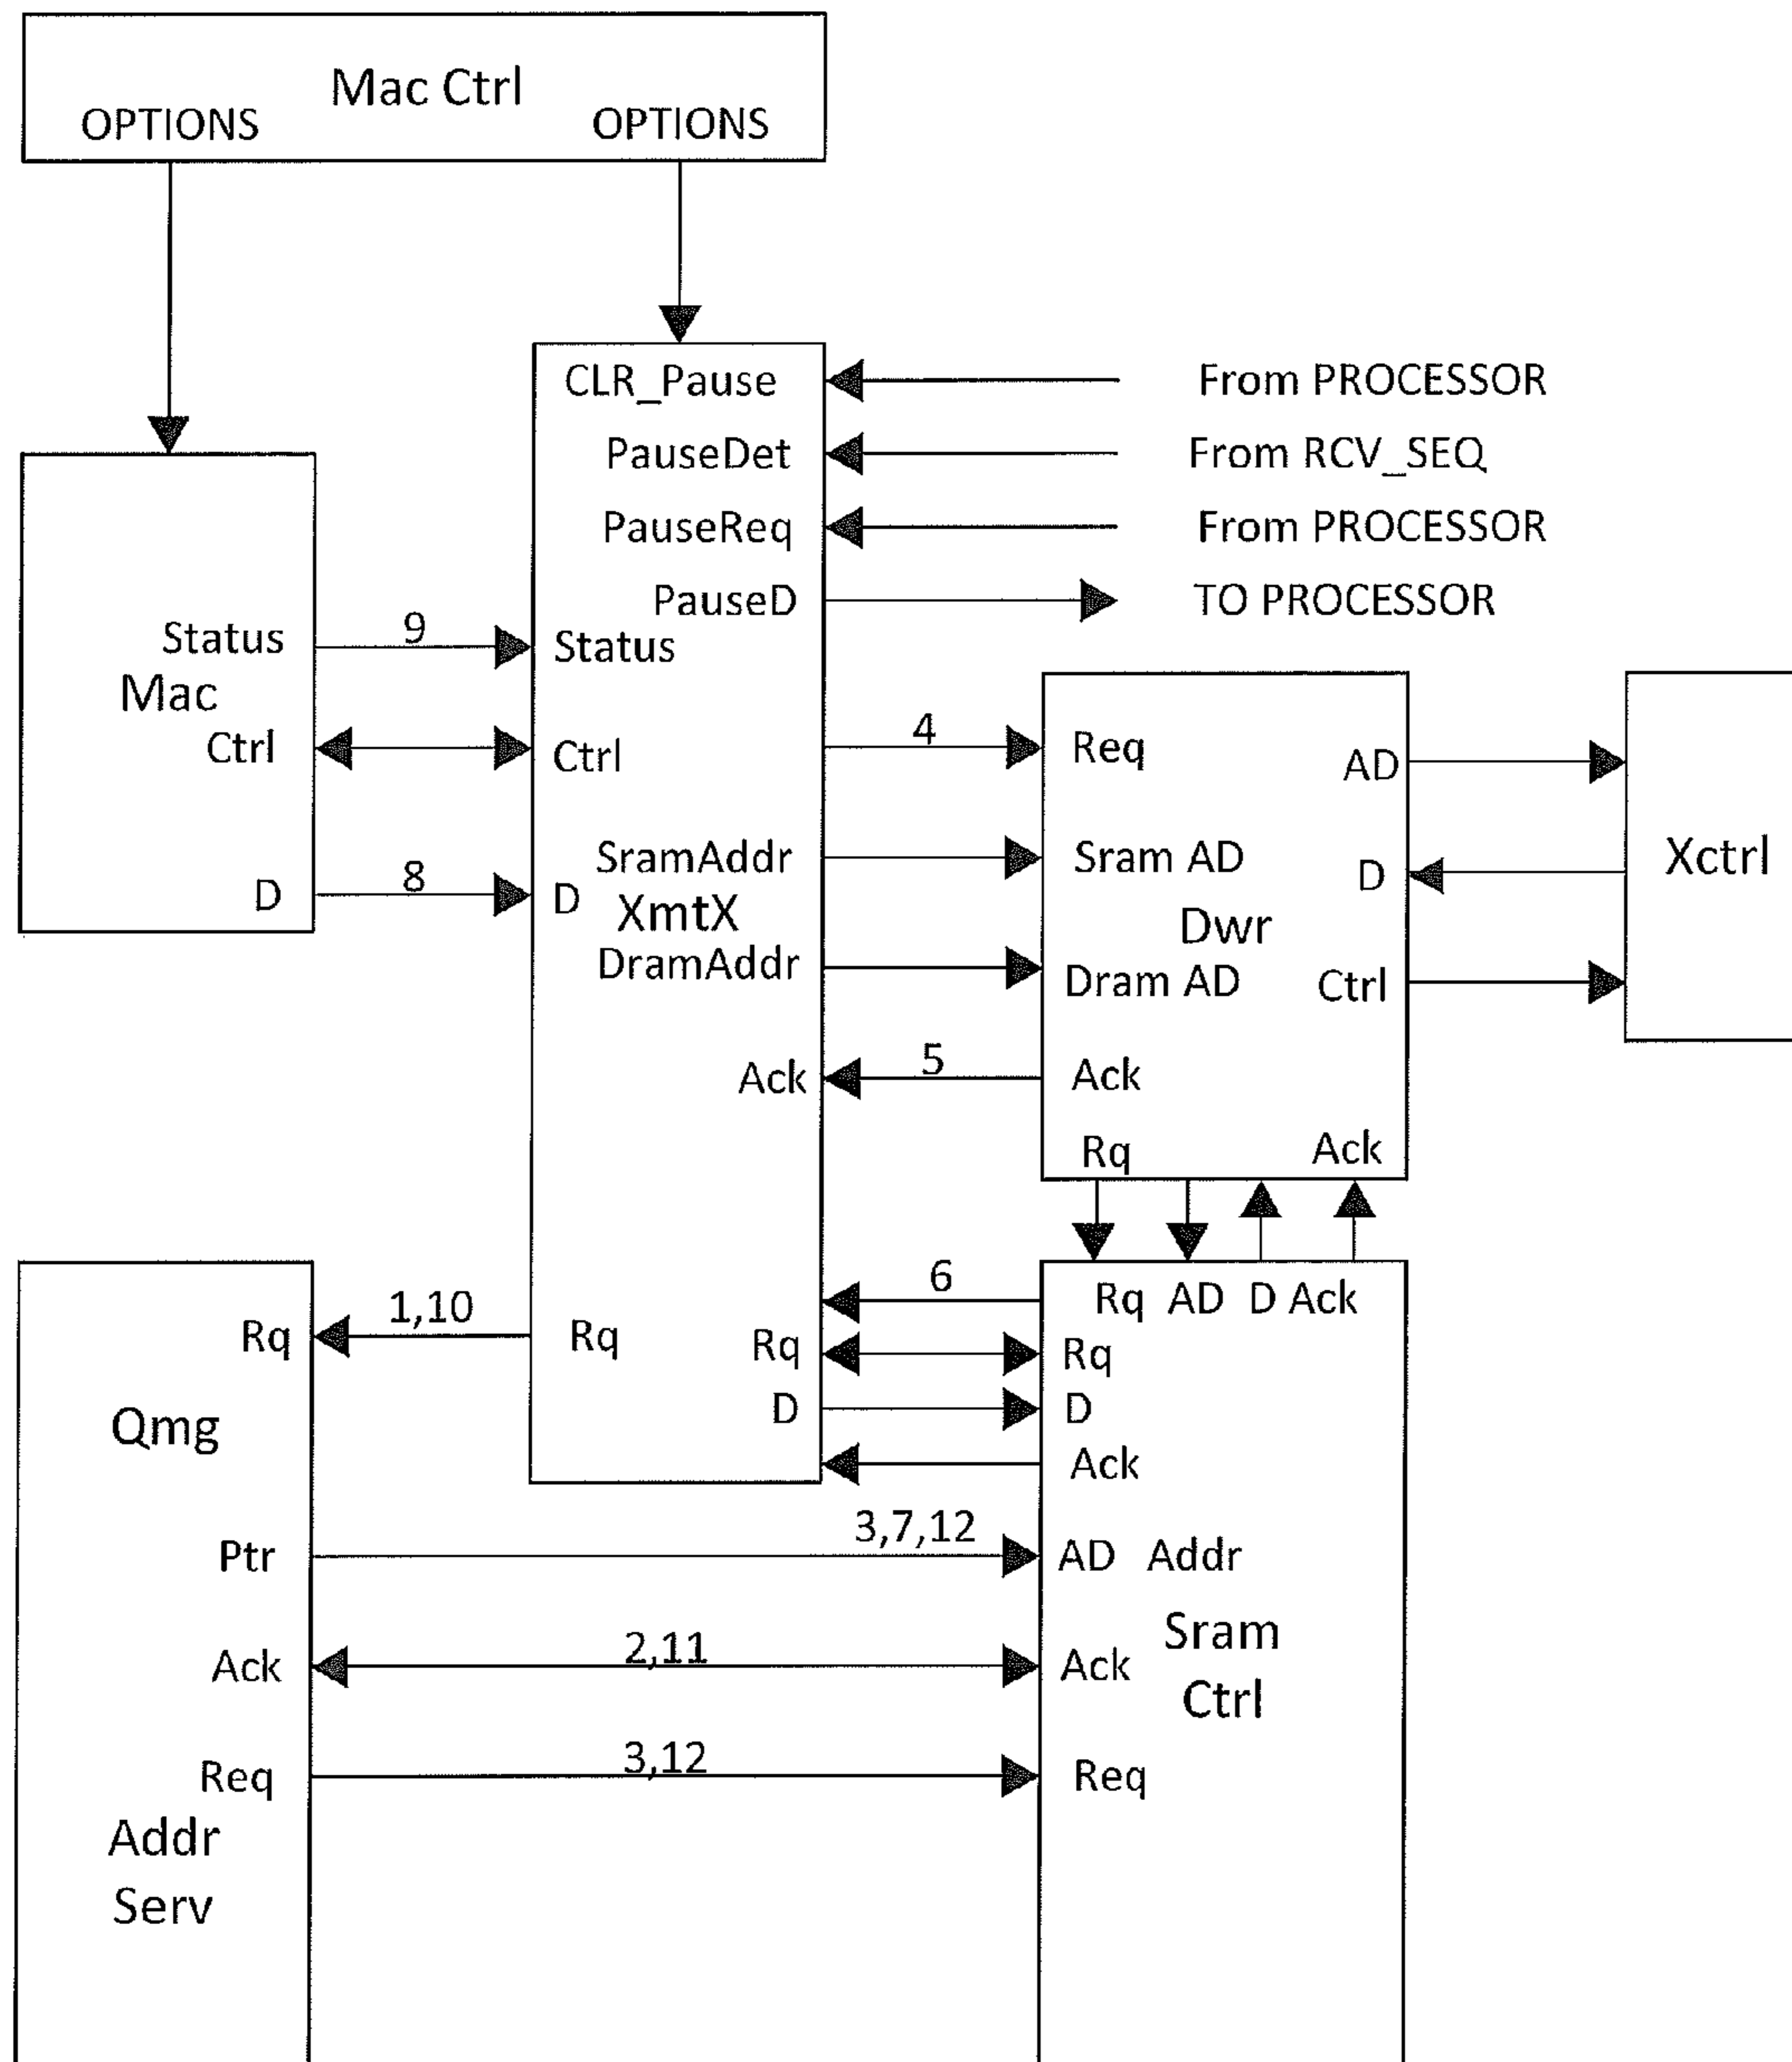 Mac Ctrl
OPTIONS OPTIONS
CLR_Pause From PROCESSOR
PauseDet From RCV_SEQ
PauseReq From PROCESSOR
PauseD TO PROCESSOR
Status 9 Status
Mac
Ctrl Ctrl 4 Req AD
SramAddr Sram AD Xctrl
D 8 D XmtX Dwr D
DramAddr Dram AD Ctrl
Ack 5 Ack
Rq Ack
6 Rq AD D Ack
Rq 1,10 Rq Rq Rq
D D
Qmg
Ack
3,7,12
Ptr AD Addr
Sram
Ack 2,11 Ack
Ctrl
Req 3,12 Req
Addr
Serv